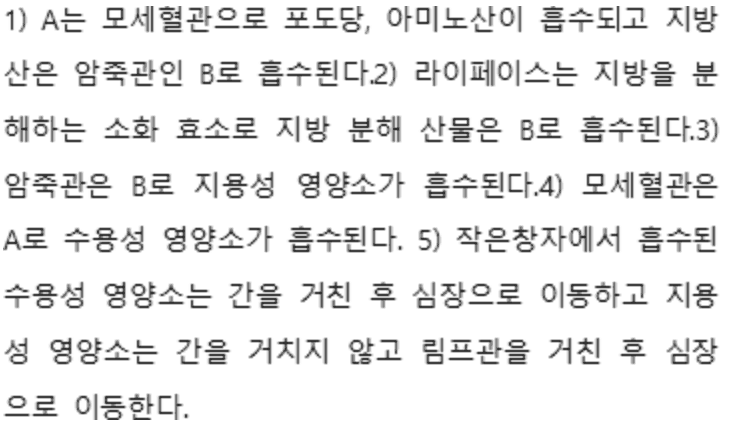 1) A는 모세혈관으로 포도당, 아미노산이 흡수되고 지방
산은 암죽관인 B로 흡수된다.2) 라이페이스는 지방을 분
해하는 소화 효소로 지방 분해 산물은 B로 흡수된다.3)
암죽관은 B로 지용성 영양소가 흡수된다.4) 모세혈관은
A로 수용성 영양소가 흡수된다. 5) 작은창자에서 흡수된
수용성 영양소는 간을 거친 후 심장으로 이동하고 지용
성 영양소는 간을 거치지 않고 림프관을 거친 후 심장
으로 이동한다.